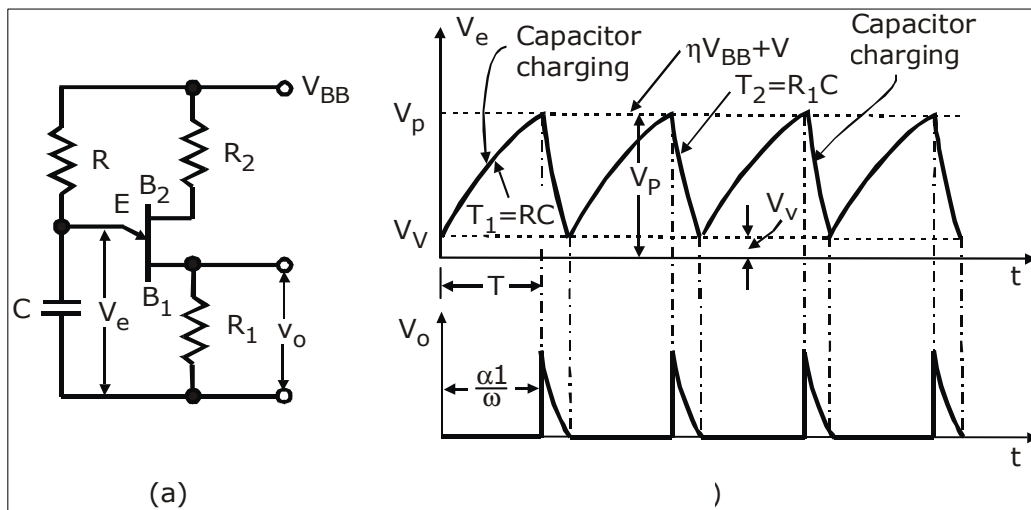 V_BB
R
R_2
B_2
E
C
V_e
B_1
R_1
v_o
(a)
V_e
Capacitor
charging
ηV_BB+V
T_2=R_1C
Capacitor
charging
V_p
V_P
T_1=RC
V_v
V_V
t
T
V_o
α1
ω
t
)